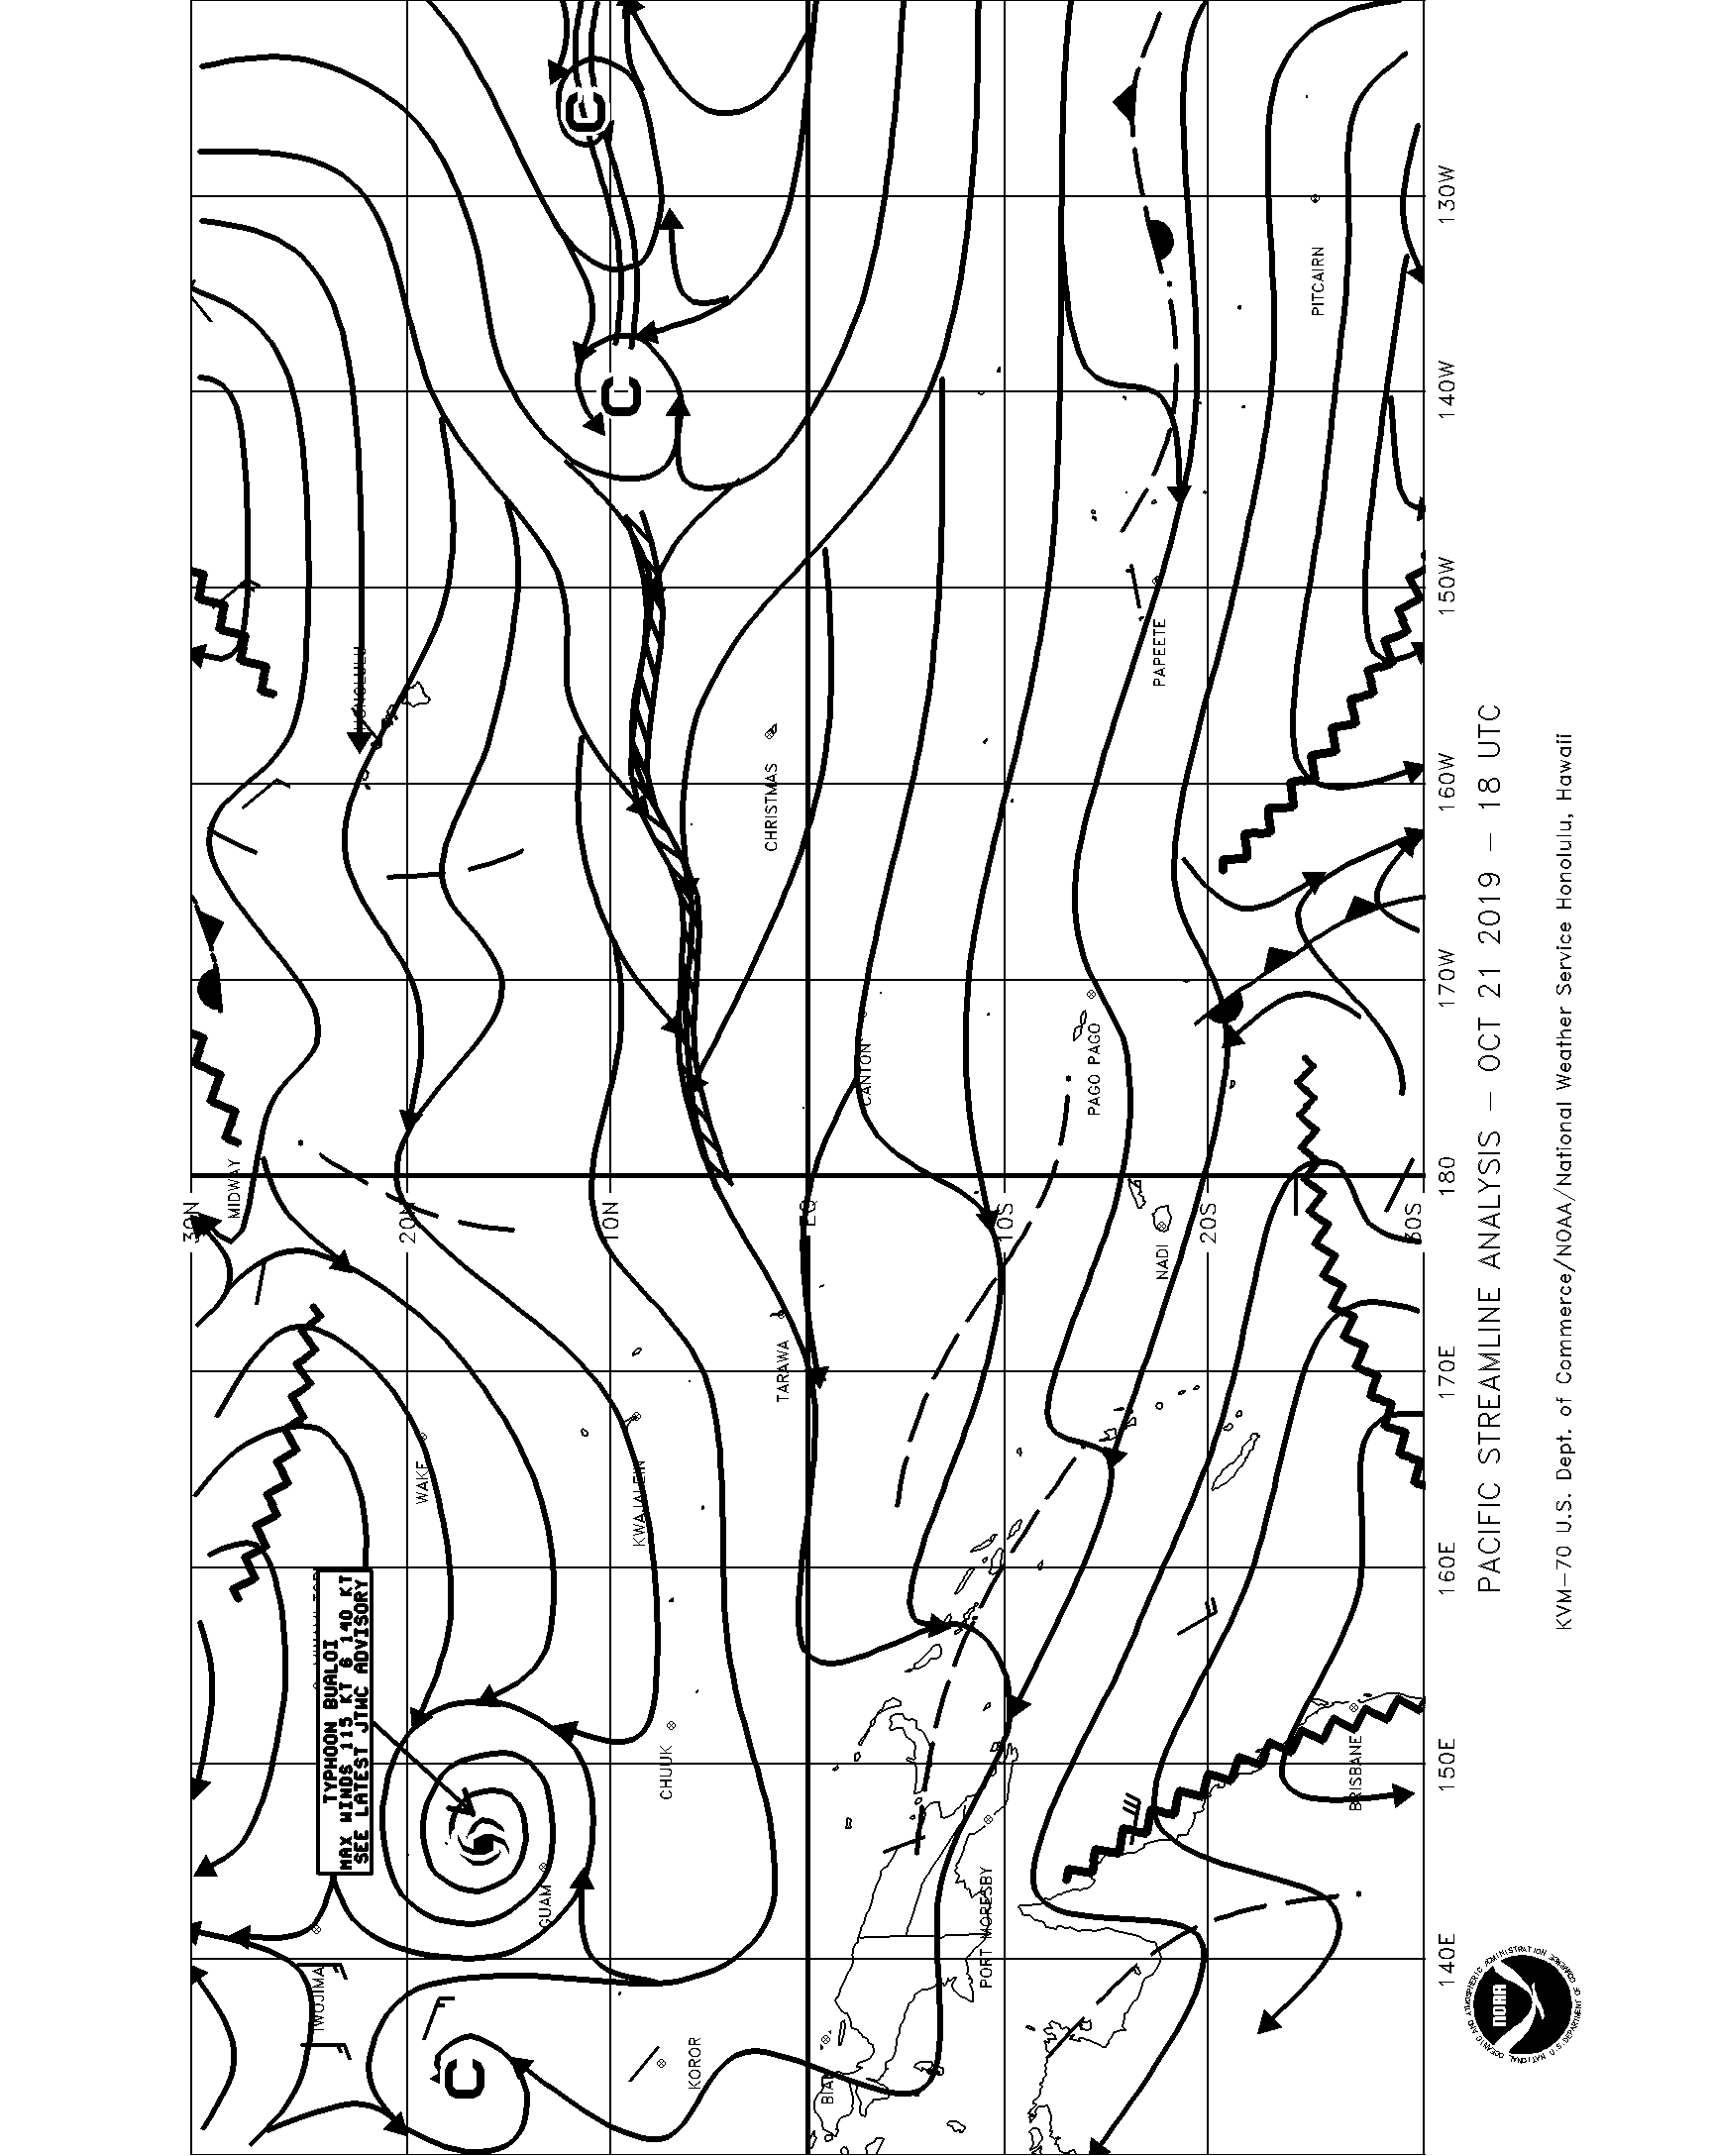 30N
20N
10N
EQ
10S
20S
30S
130W
140W
150W
160W
170W
180
170E
160E
150E
140E
C
C
C
PITCAIRN
PAPEETE
HONOLULU
CHRISTMAS
CANTON
PAGO PAGO
MIDWAY
NADI
TARAWA
WAKE
KWAJALEIN
TYPHOON BUALOI
MAX WINDS 115 KT G 140 KT
SEE LATEST JTWC ADVISORY
CHUUK
BRISBANE
GUAM
PORT MORESBY
IWOJIMA
KOROR
BIAK
PACIFIC STREAMLINE ANALYSIS – OCT 21 2019 – 18 UTC
KVM–70 U.S. Dept. of Commerce/NOAA/National Weather Service Honolulu, Hawaii
NATIONAL OCEANIC AND ATMOSPHERIC ADMINISTRATION
NOAA
U.S. DEPARTMENT OF COMMERCE